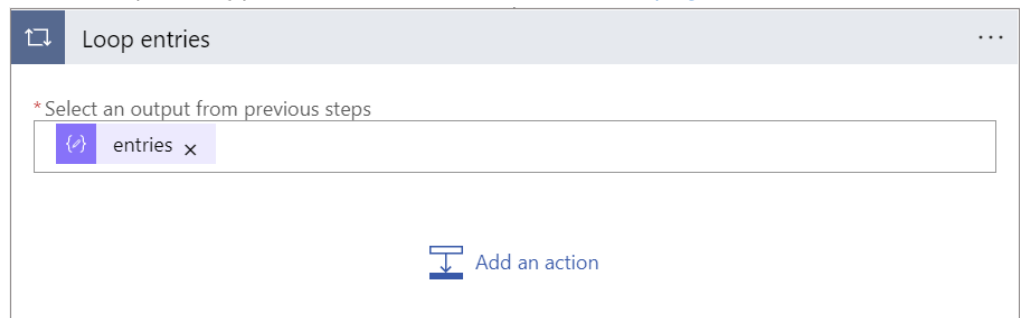 Loop entries
...
* Select an output from previous steps
{} entries x
Add an action